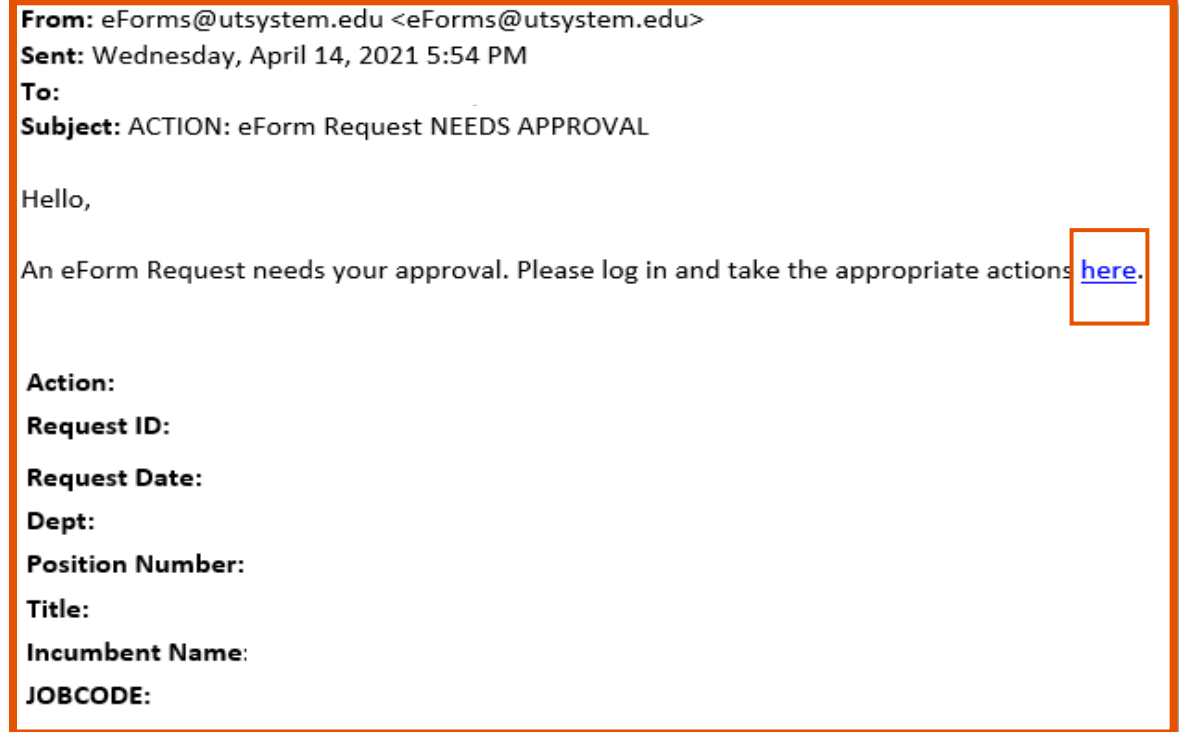 From: eForms@utsystem.edu <eForms@utsystem.edu>
Sent: Wednesday, April 14, 2021 5:54 PM
To:
Subject: ACTION: eForm Request NEEDS APPROVAL
Hello,
An eForm Request needs your approval. Please log in and take the appropriate actions here.
Action:
Request ID:
Request Date:
Dept:
Position Number:
Title:
Incumbent Name:
JOBCODE: